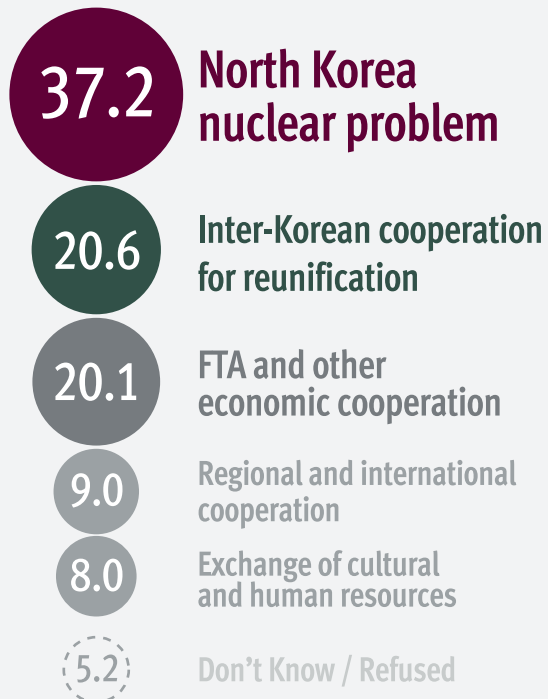 37.2
North Korea
nuclear problem
20.6
Inter-Korean cooperation
for reunification
20.1
FTA and other
economic cooperation
9.0
Regional and international
cooperation
8.0
Exchange of cultural
and human resources
5.2
Don't Know / Refused